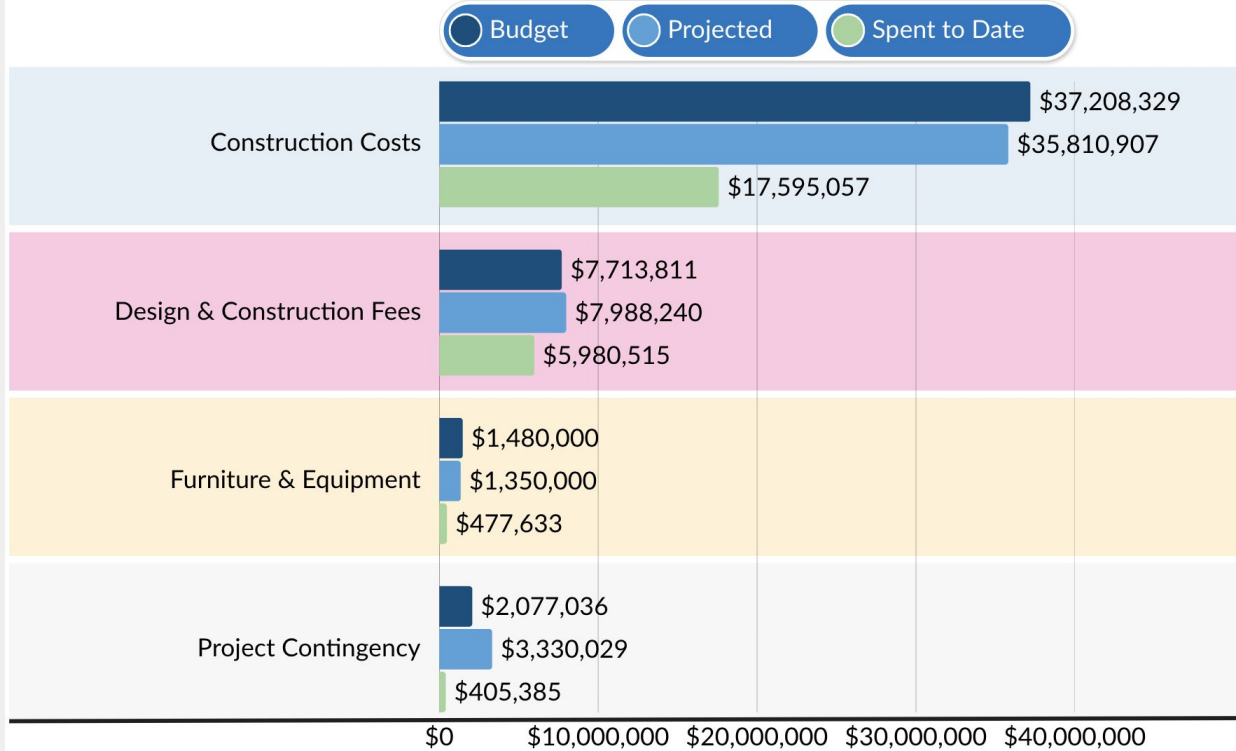 Budget Projected Spent to Date
Construction Costs
$37,208,329
$35,810,907
$17,595,057
Design & Construction Fees
$7,713,811
$7,988,240
$5,980,515
Furniture & Equipment
$1,480,000
$1,350,000
$477,633
Project Contingency
$2,077,036
$3,330,029
$405,385
$0 $10,000,000 $20,000,000 $30,000,000 $40,000,000